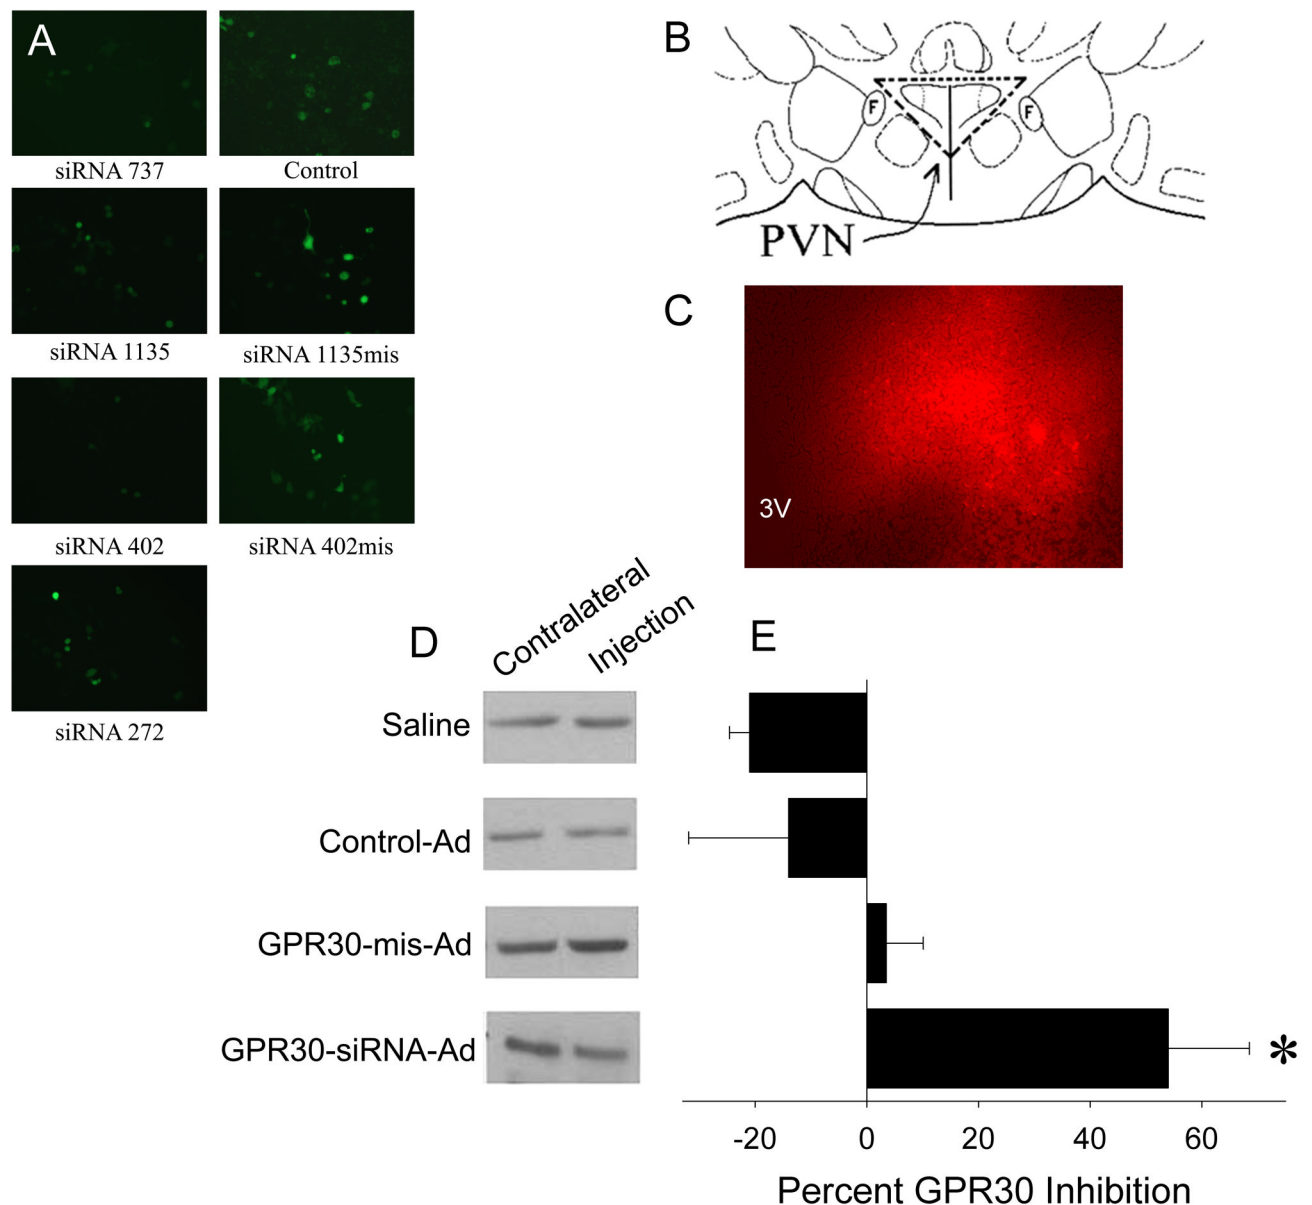 A
siRNA 737
Control
siRNA 1135
siRNA 1135mis
siRNA 402
siRNA 402mis
siRNA 272
B
F
F
PVN
C
3V
D
Contralateral
Injection
Saline
Control-Ad
GPR30-mis-Ad
GPR30-siRNA-Ad
E
*
-20 0 20 40 60
Percent GPR30 Inhibition